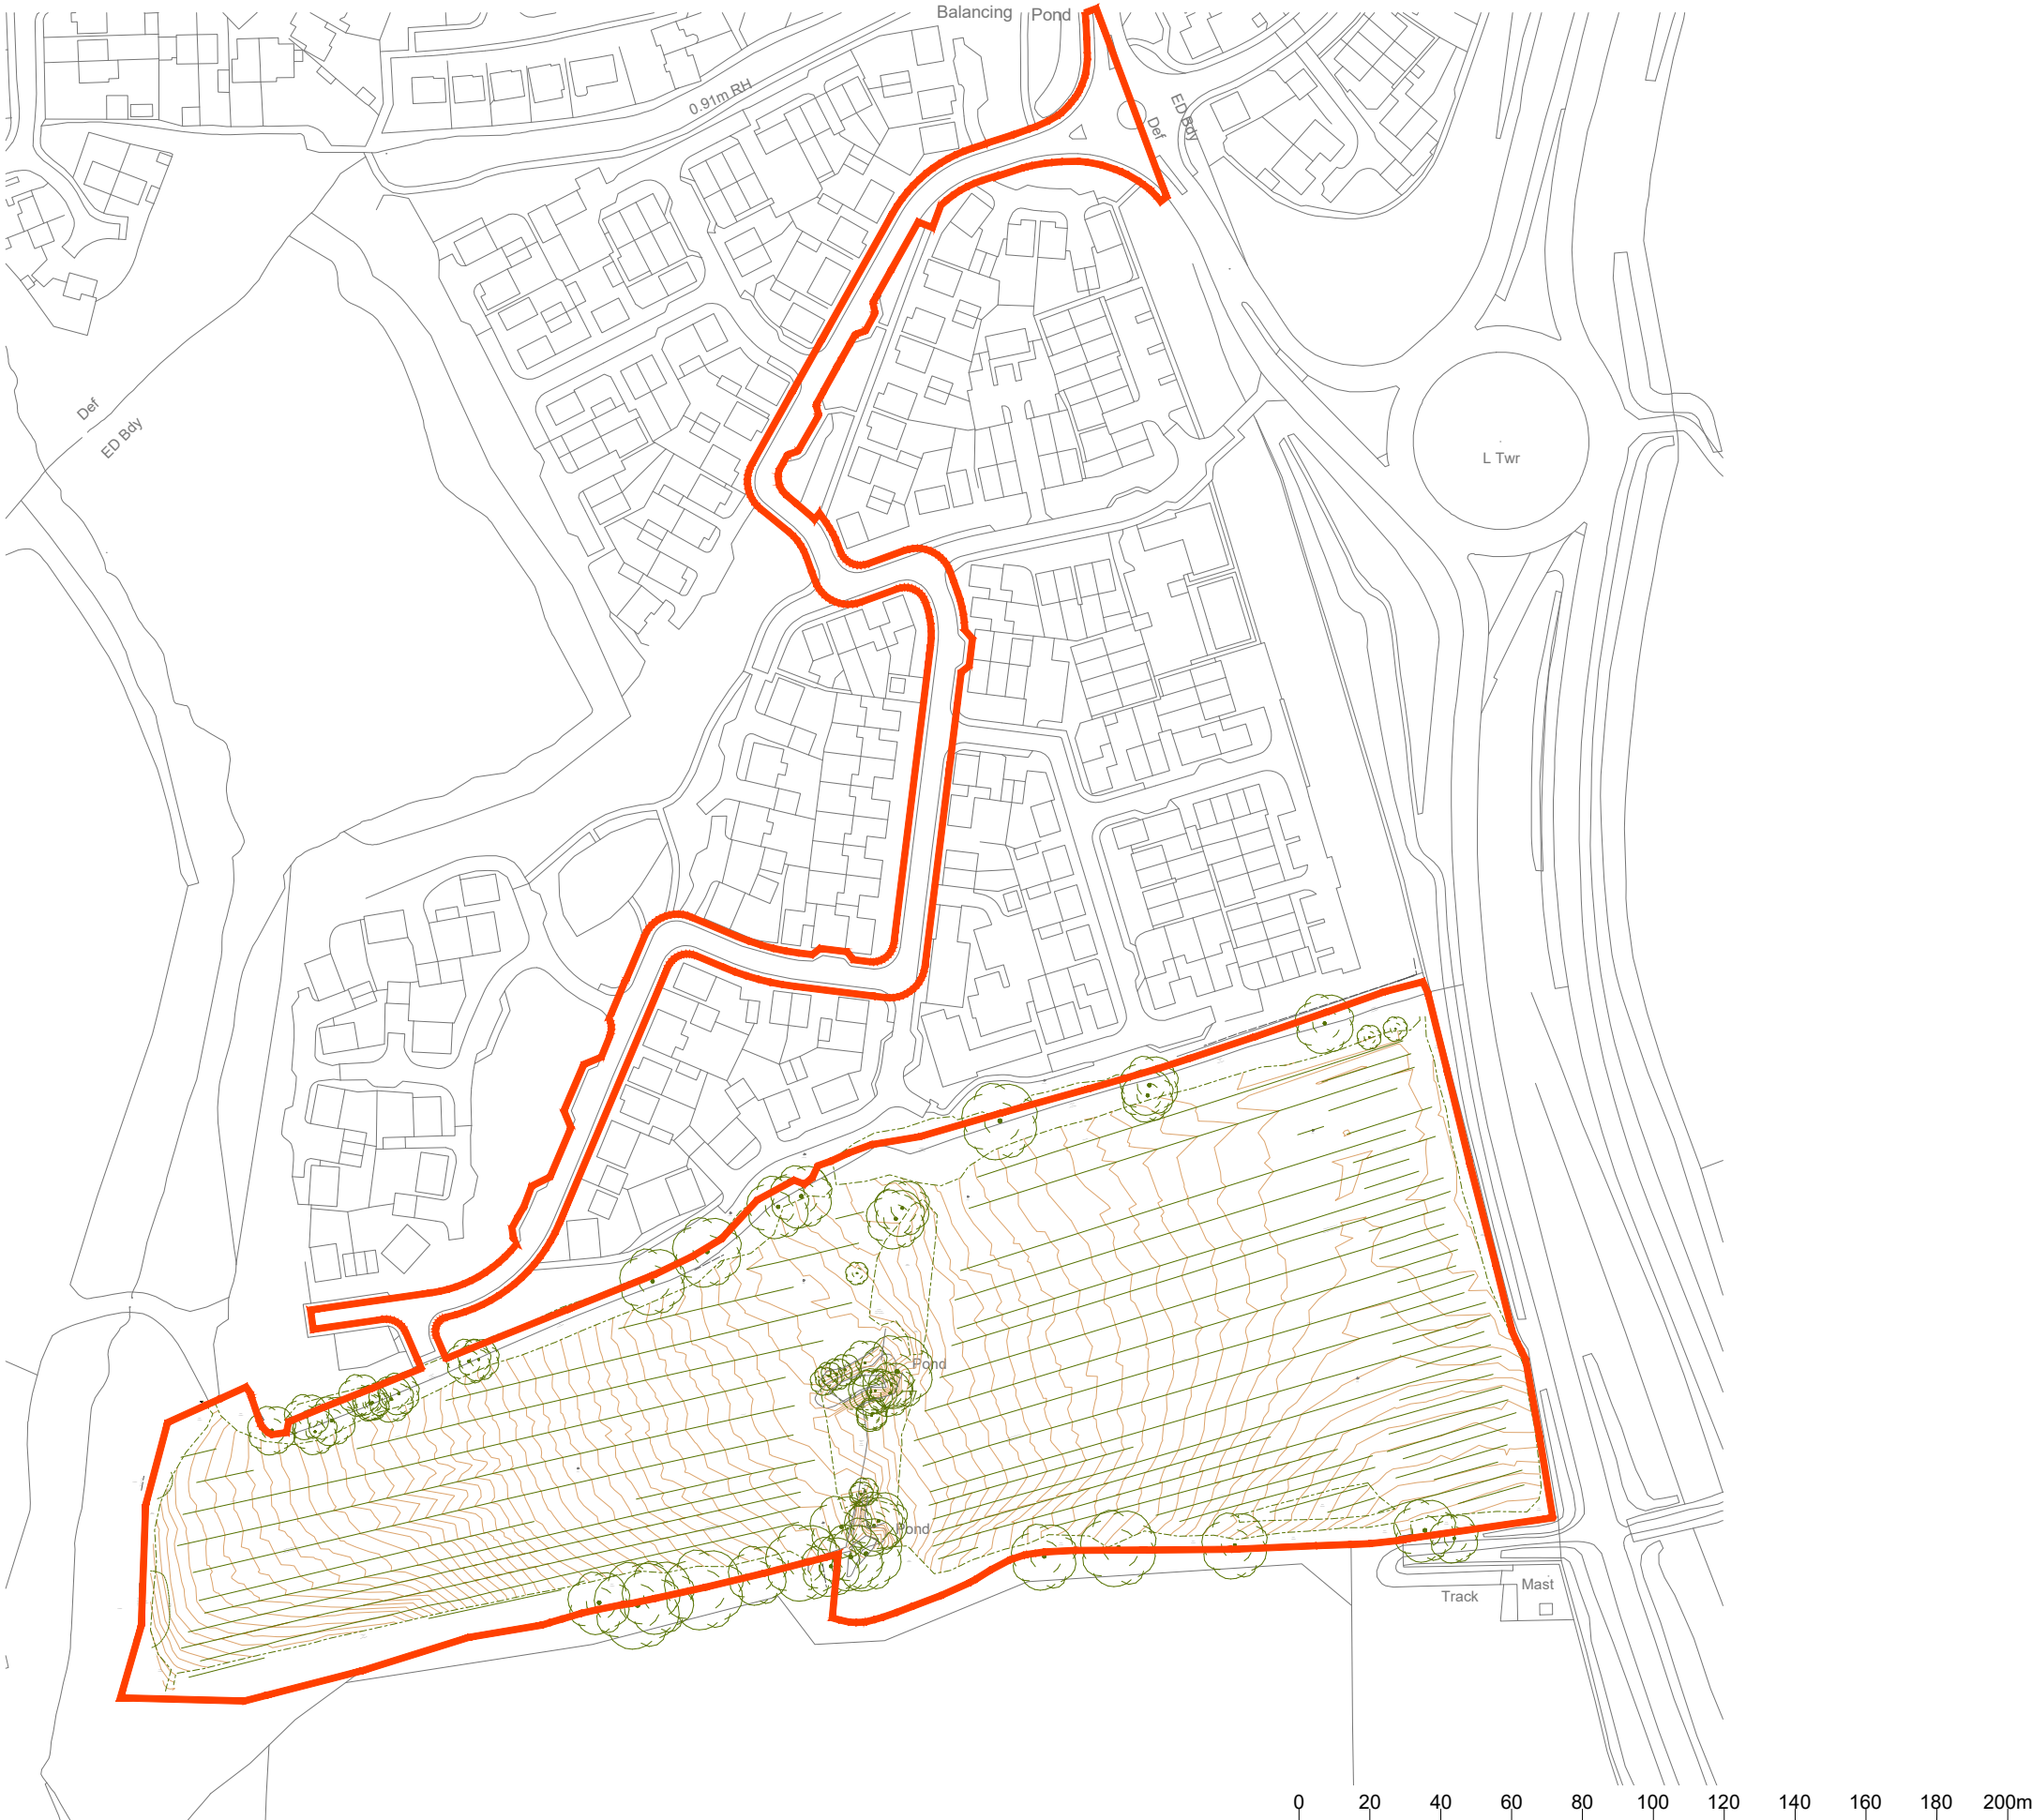 Balancing Pond
0.91m RH
Def
ED Bdy
Def
ED Bdy
L Twr
Pond
Pond
Track
Mast
0 20 40 60 80 100 120 140 160 180 200m